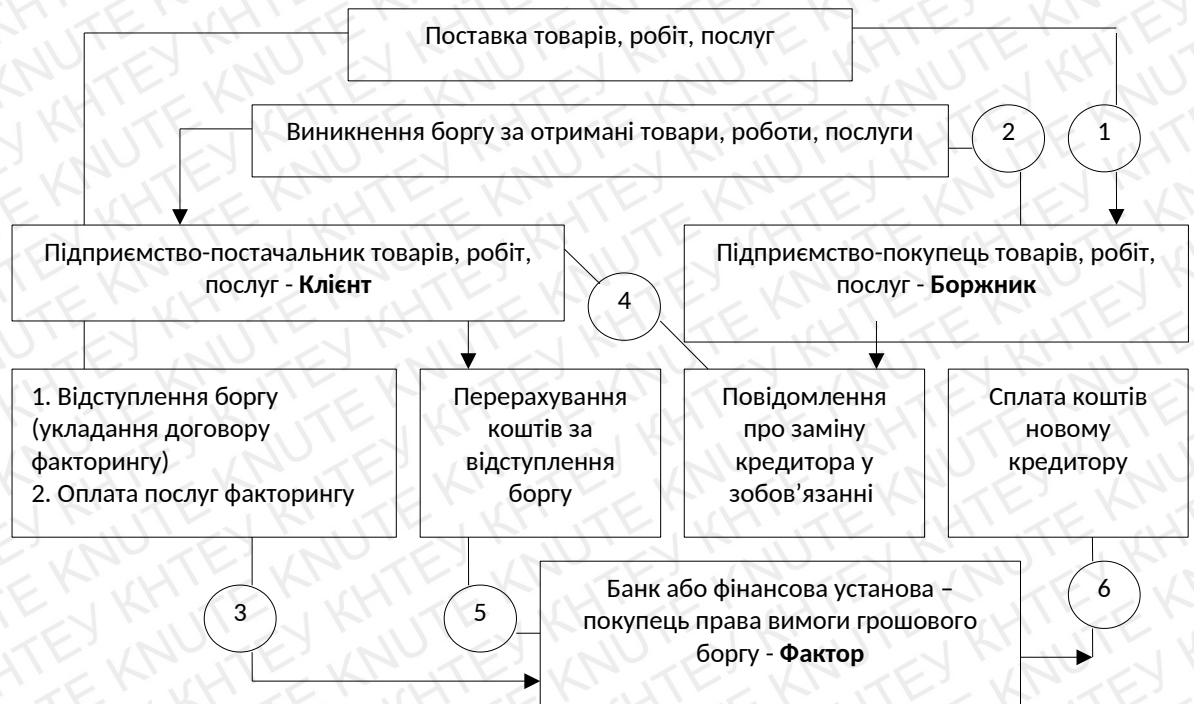 Поставка товарів, робіт, послуг
Виникнення боргу за отримані товари, роботи, послуги
2
1
Підприємство-постачальник товарів, робіт,
послуг - Клієнт
Підприємство-покупець товарів, робіт,
послуг - Боржник
4
1. Відступлення боргу
(укладання договору
факторингу)
2. Оплата послуг факторингу
Перерахування
коштів за
відступлення
боргу
Повідомлення
про заміну
кредитора у
зобов’язанні
Сплата коштів
новому
кредитору
3
5
Банк або фінансова установа –
покупець права вимоги грошового
боргу - Фактор
6
КНТЕУ KNUTE